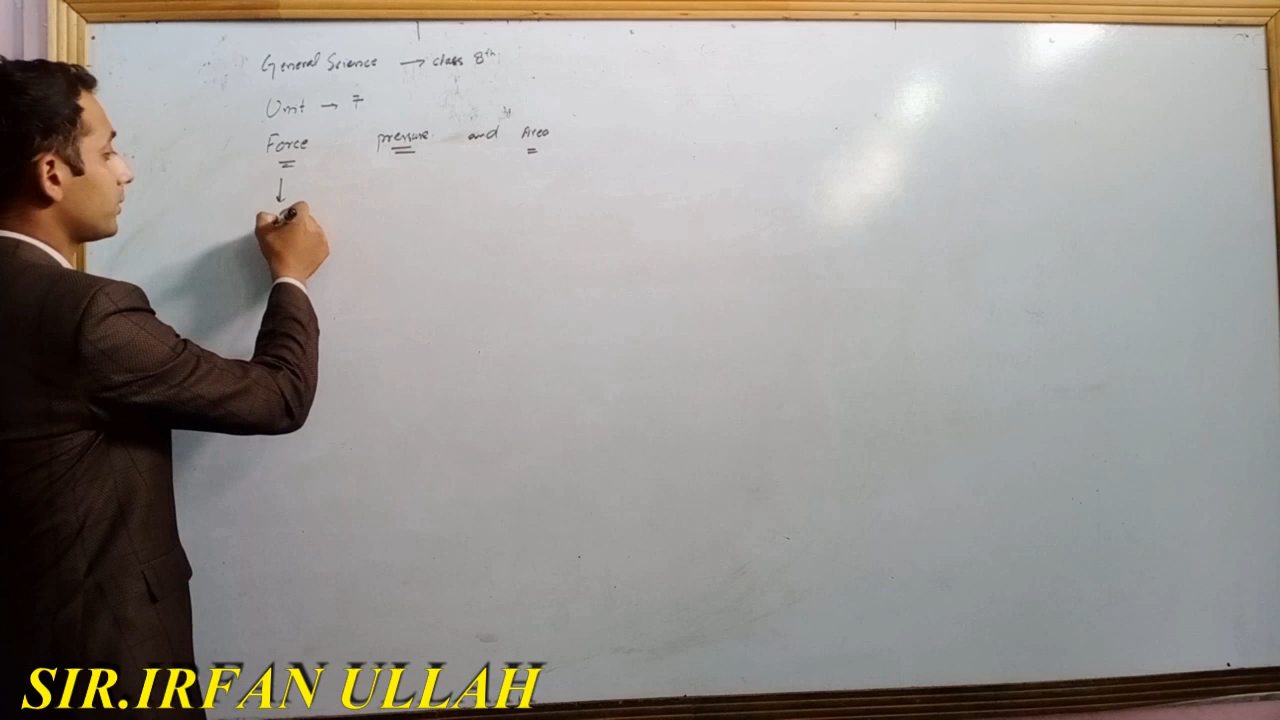 General Science → class 8th
Unit → 7
Force pressure and Area
SIR.IRFAN ULLAH